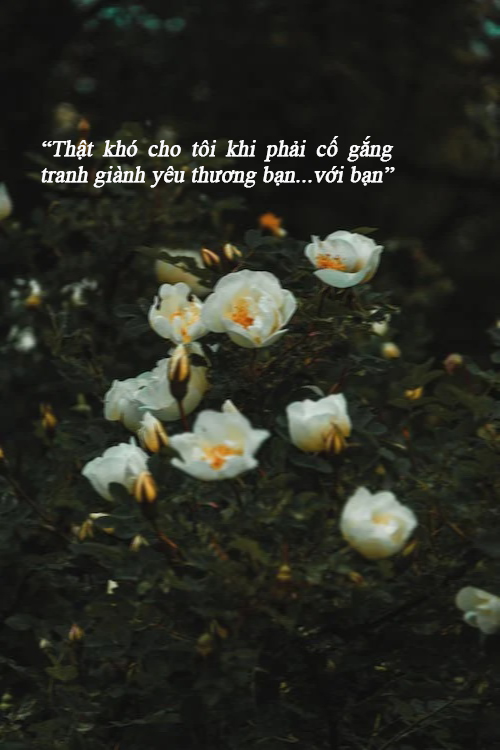 “Thật khó cho tôi khi phải cố gắng
tranh giành yêu thương bạn...với bạn”